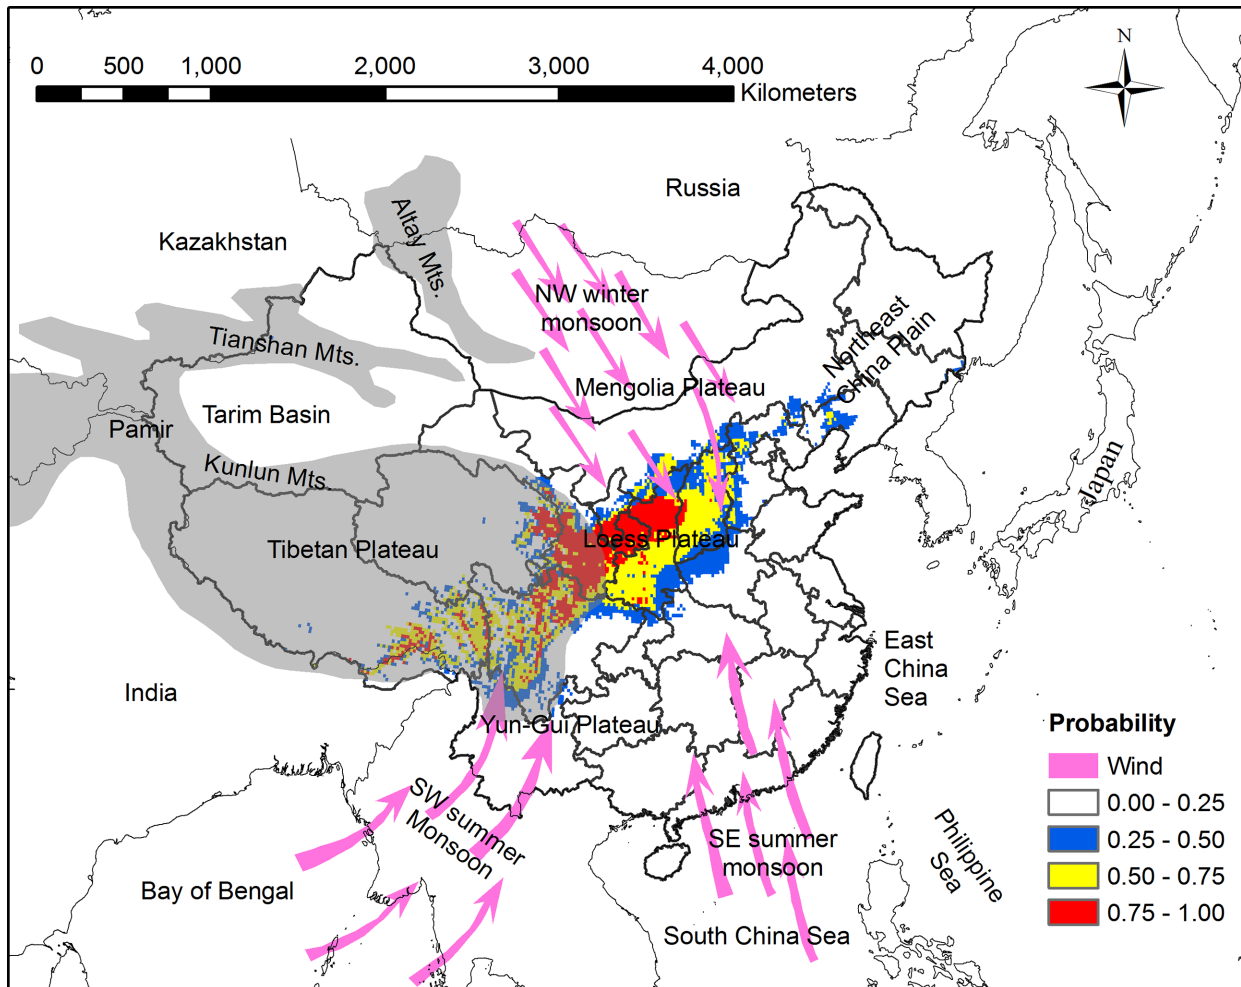 N
0 500 1,000 2,000 3,000 4,000
Kilometers
Russia
Kazakhstan
Altay Mts.
NW winter
monsoon
Northeast
China Plain
Tianshan Mts.
Mengolia Plateau
Tarim Basin
Pamir
Kunlun Mts.
Japan
Tibetan Plateau
Loess Plateau
East
China
Sea
India
Yun-Gui Plateau
SW summer
Monsoon
SE summer
monsoon
Bay of Bengal
South China Sea
Philippine
Sea
Probability
Wind
0.00 - 0.25
0.25 - 0.50
0.50 - 0.75
0.75 - 1.00